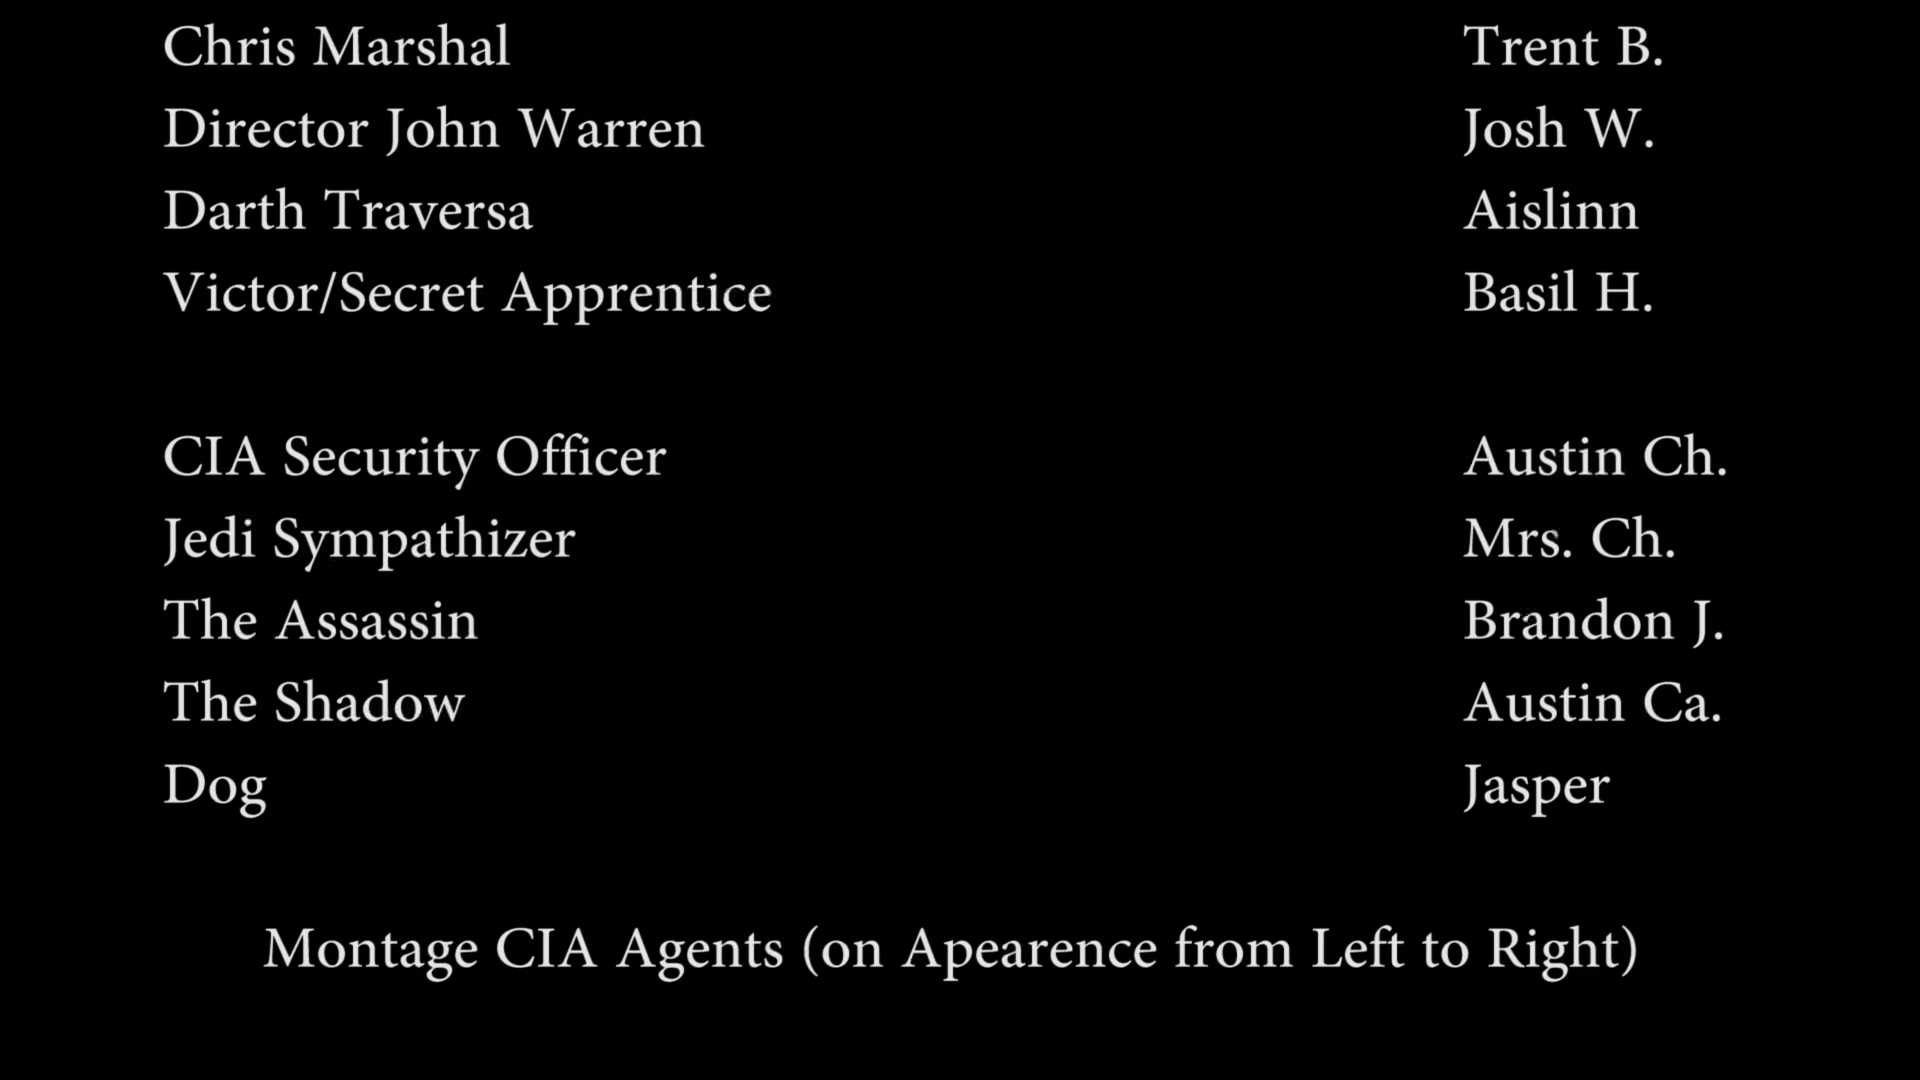 Chris Marshal Trent B.
Director John Warren Josh W.
Darth Traversa Aislinn
Victor/Secret Apprentice Basil H.
CIA Security Officer Austin Ch.
Jedi Sympathizer Mrs. Ch.
The Assassin Brandon J.
The Shadow Austin Ca.
Dog Jasper
Montage CIA Agents (on Apearence from Left to Right)